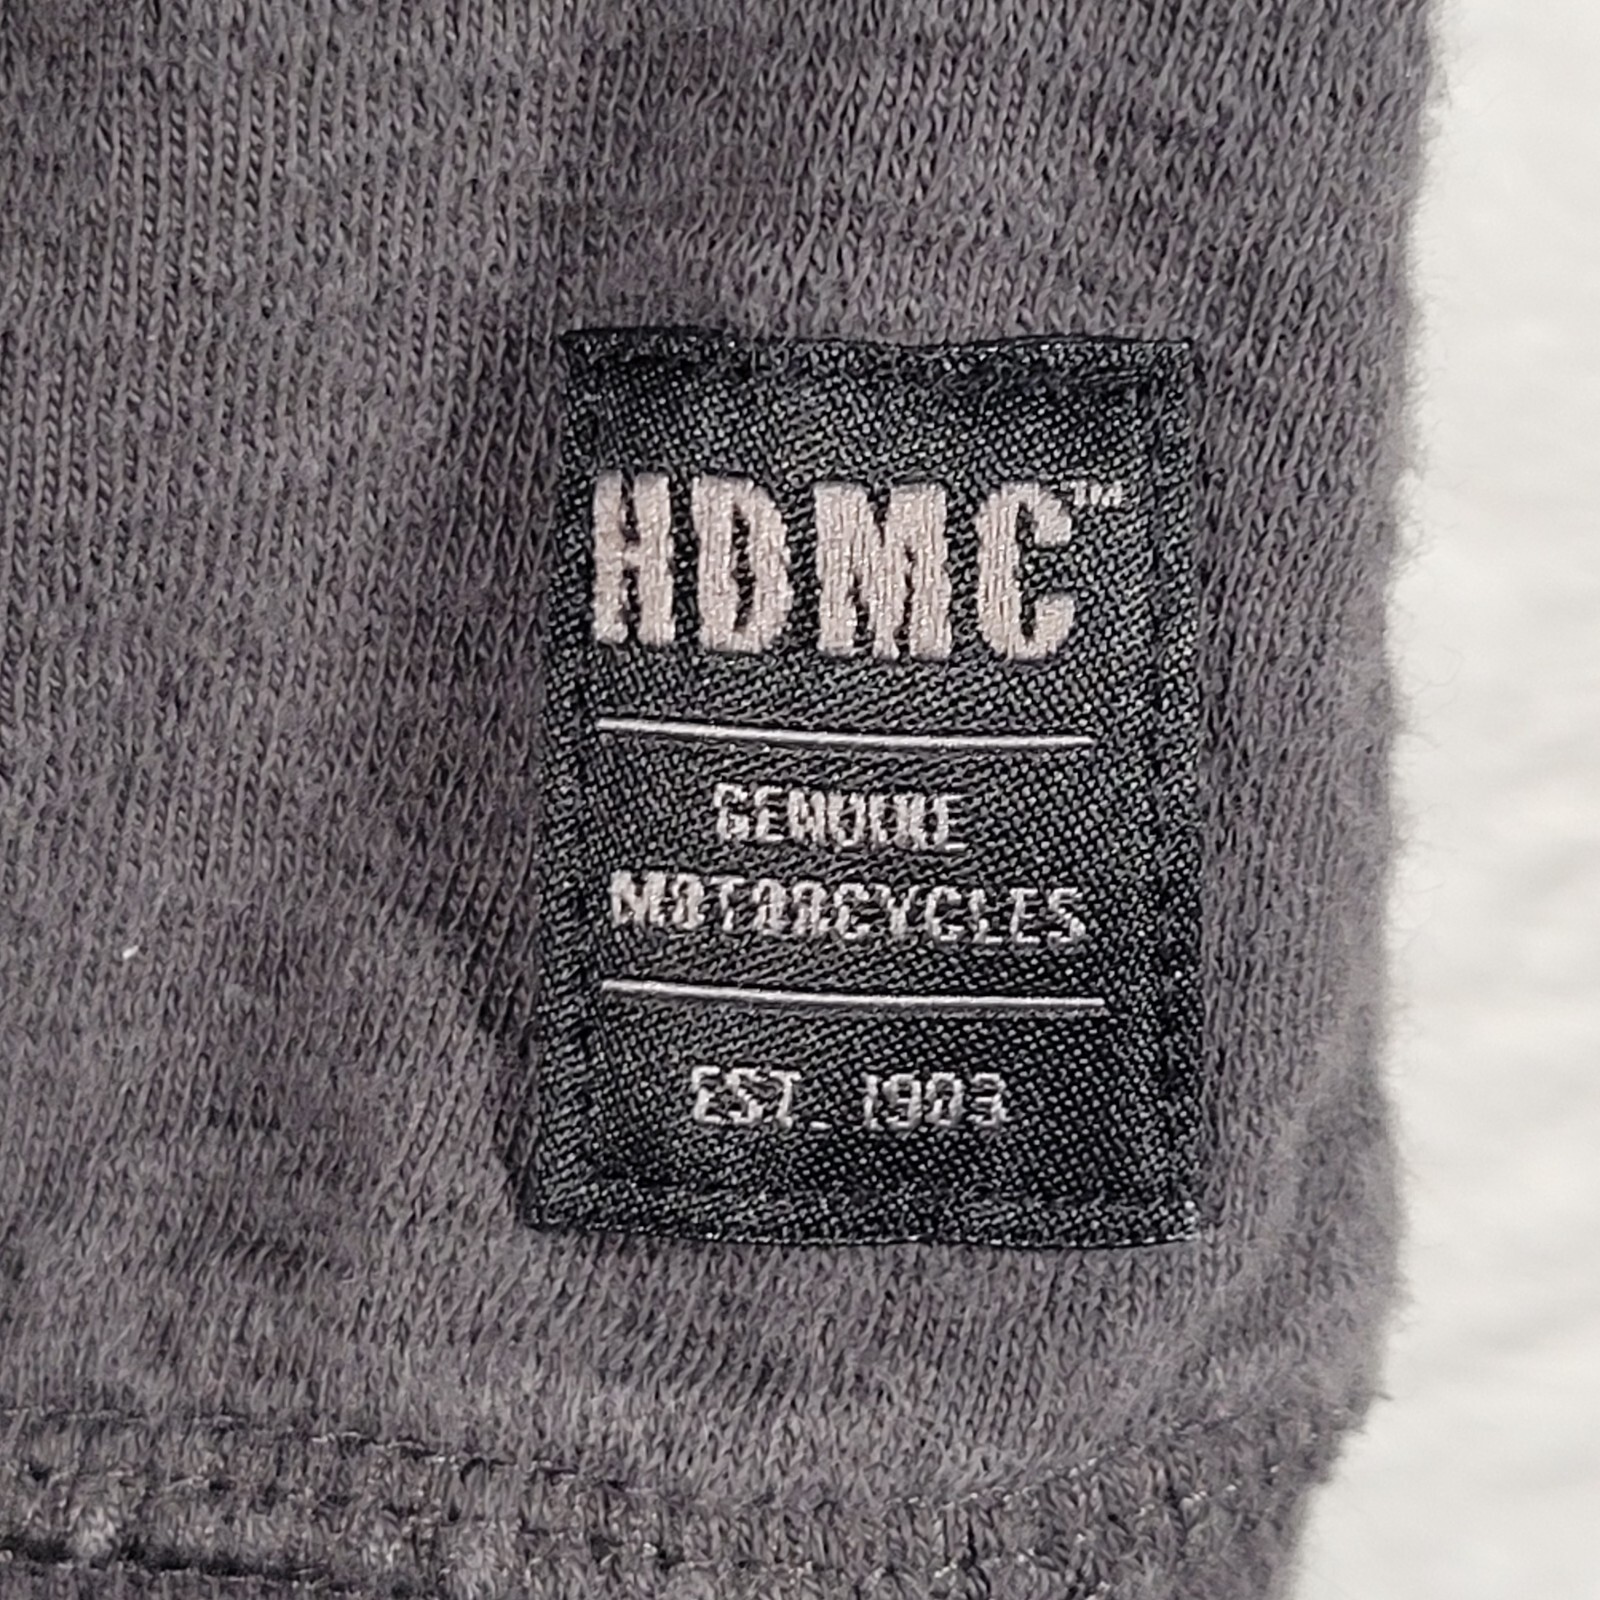 HDMC™
GENUINE
MOTORCYCLES
EST. 1903